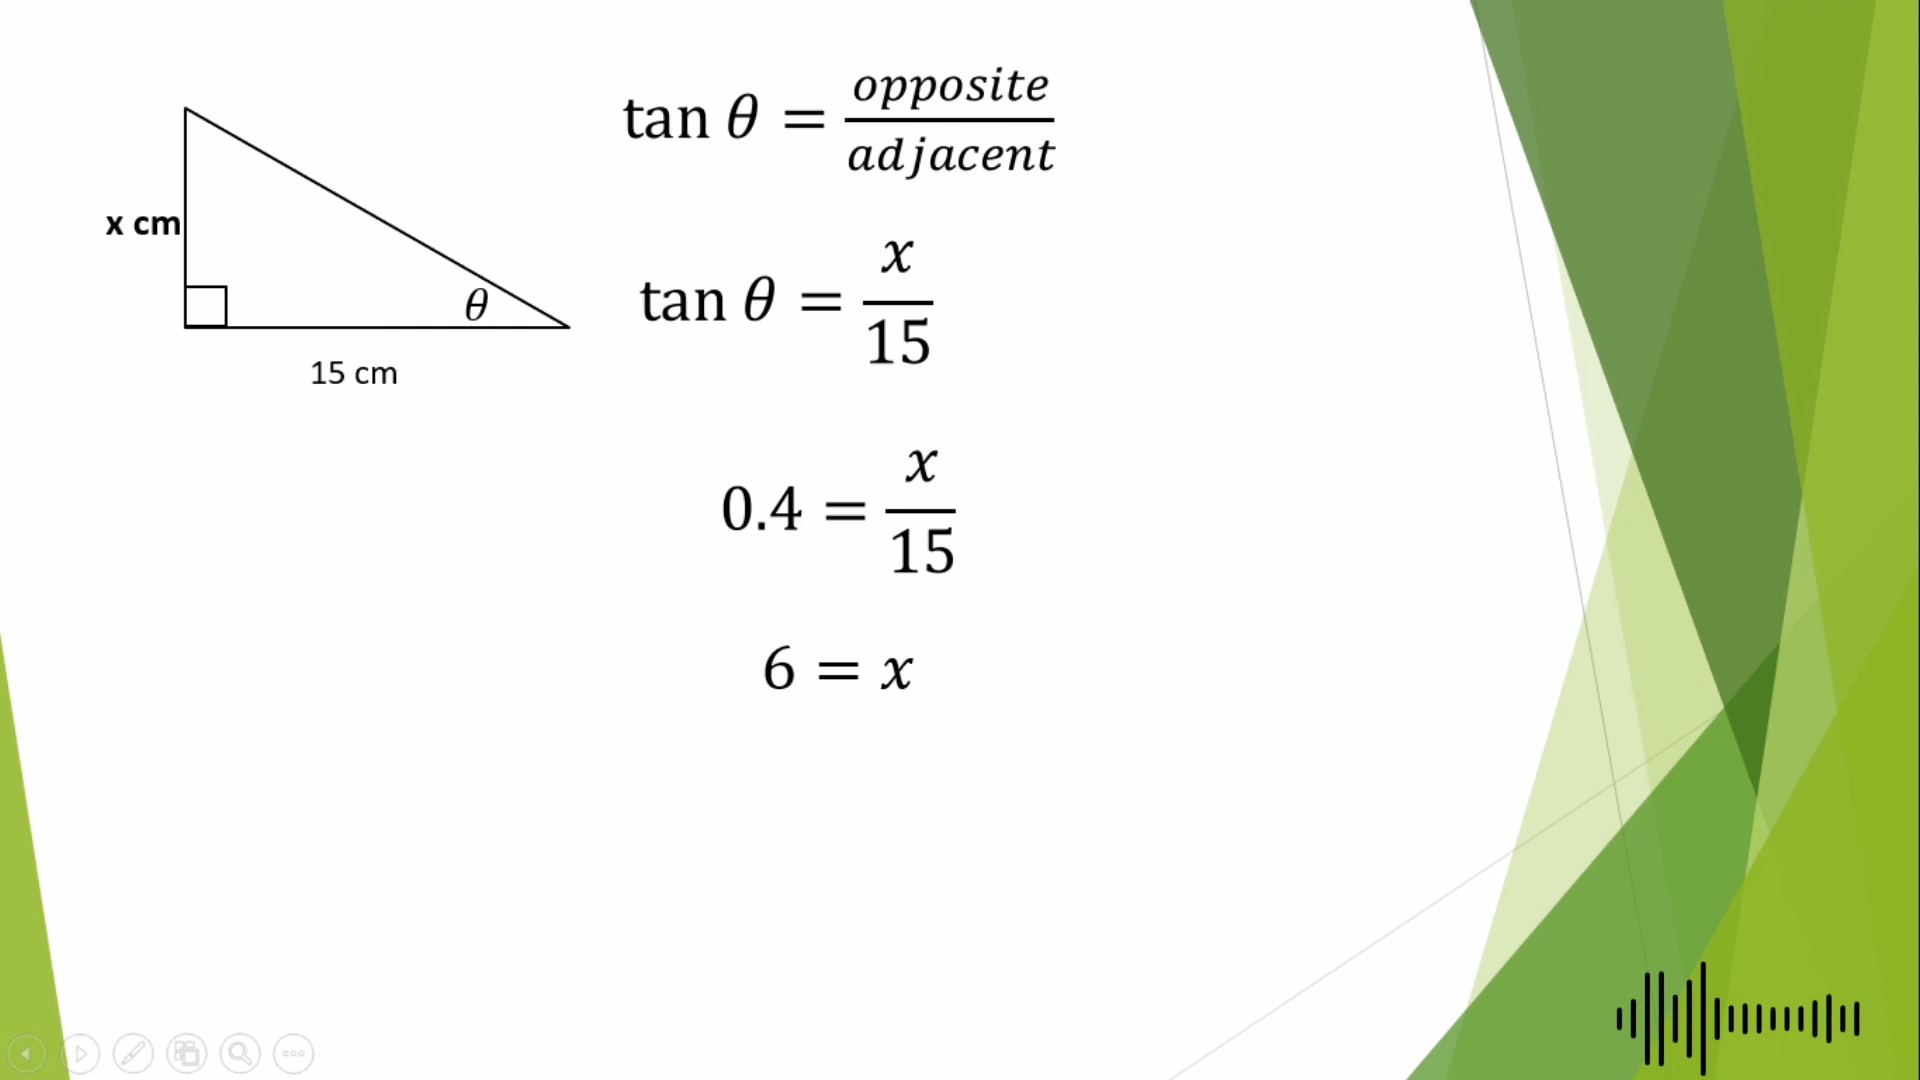 x cm
θ
15 cm
tan θ = opposite/adjacent
tan θ = x/15
0.4 = x/15
6 = x